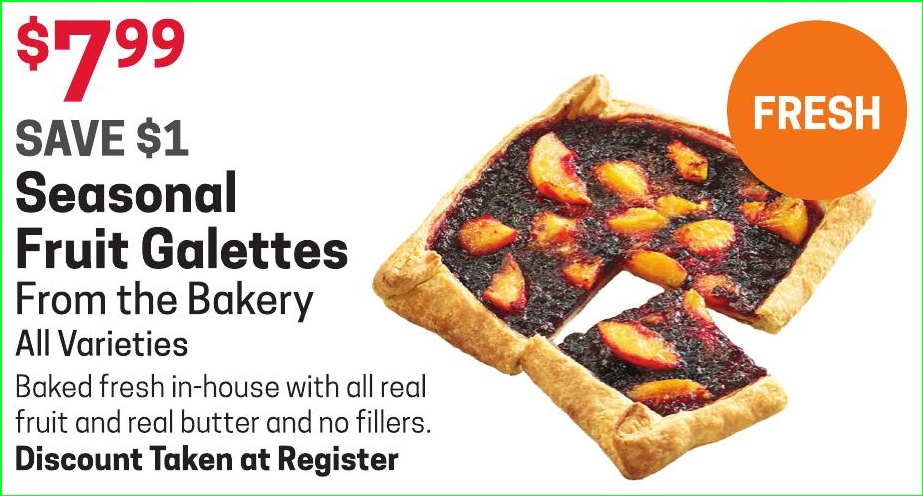 $7.99
SAVE $1
Seasonal
Fruit Galettes
From the Bakery
All Varieties
Baked fresh in-house with all real
fruit and real butter and no fillers.
Discount Taken at Register
FRESH